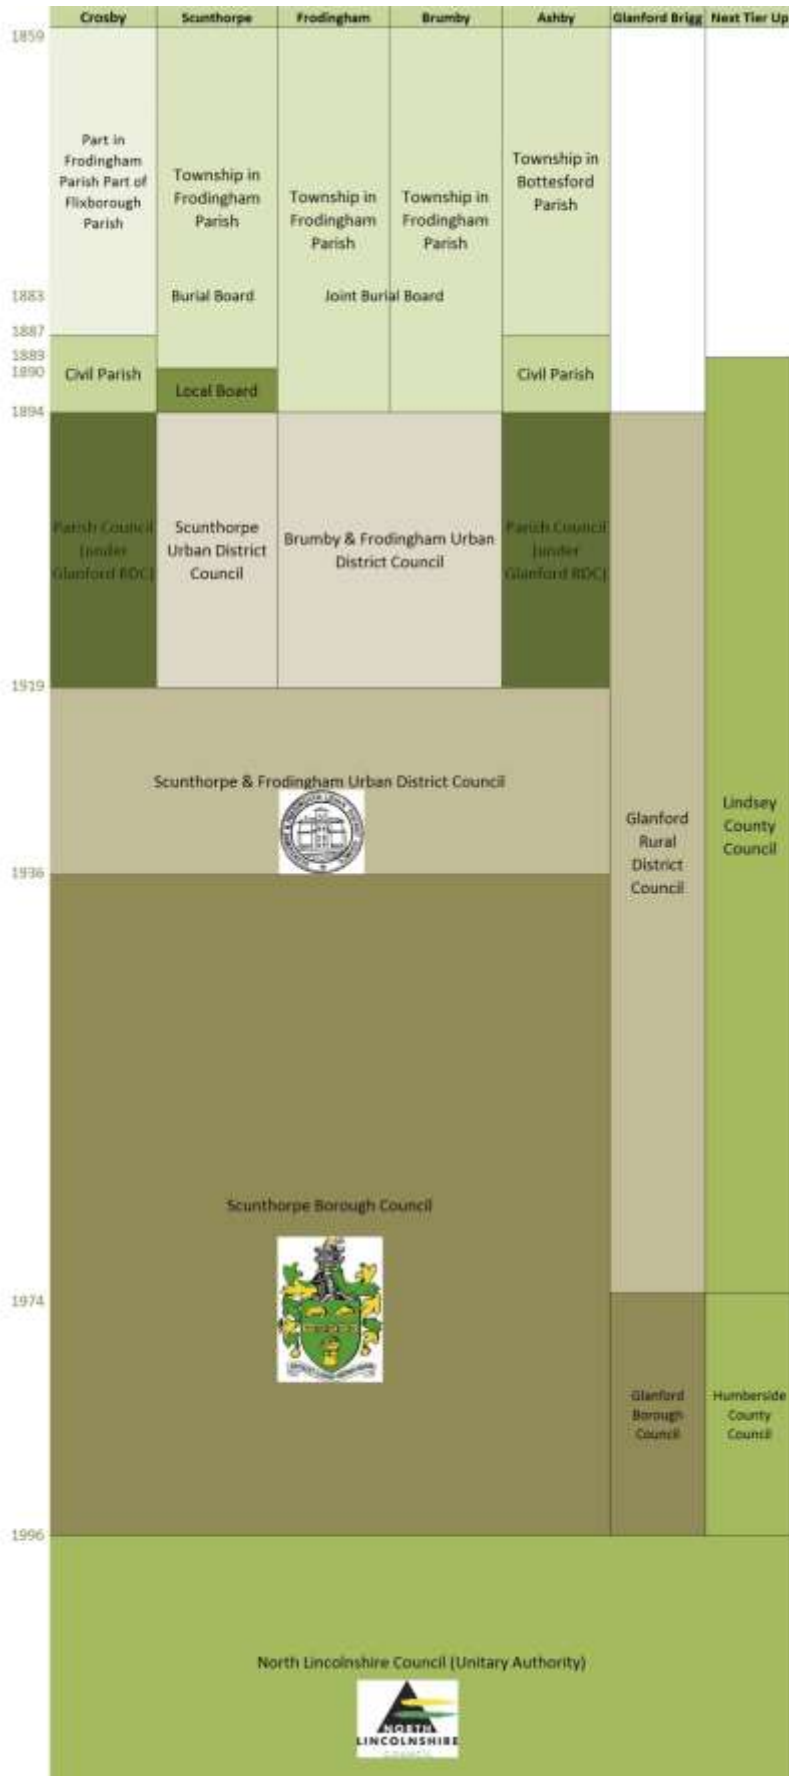 Crosby
Scunthorpe
Frodingham
Brumby
Ashby
Glanford Brigg
Next Tier Up
1859
Part in
Frodingham
Parish Part of
Flixborough
Parish
Township in
Frodingham
Parish
Township in
Frodingham
Parish
Township in
Frodingham
Parish
Township in
Bottesford
Parish
1883
Burial Board
Joint Burial Board
1887
1889
1890
Civil Parish
Local Board
Civil Parish
1894
Parish Council
(under
Glanford RDC)
Scunthorpe
Urban District
Council
Brumby & Frodingham Urban
District Council
Parish Council
(under
Glanford RDC)
1919
Scunthorpe & Frodingham Urban District Council
Glanford
Rural
District
Council
Lindsey
County
Council
1936
Scunthorpe Borough Council
1974
Glanford
Borough
Council
Humberside
County
Council
1996
North Lincolnshire Council (Unitary Authority)
NORTH
LINCOLNSHIRE
COUNCIL